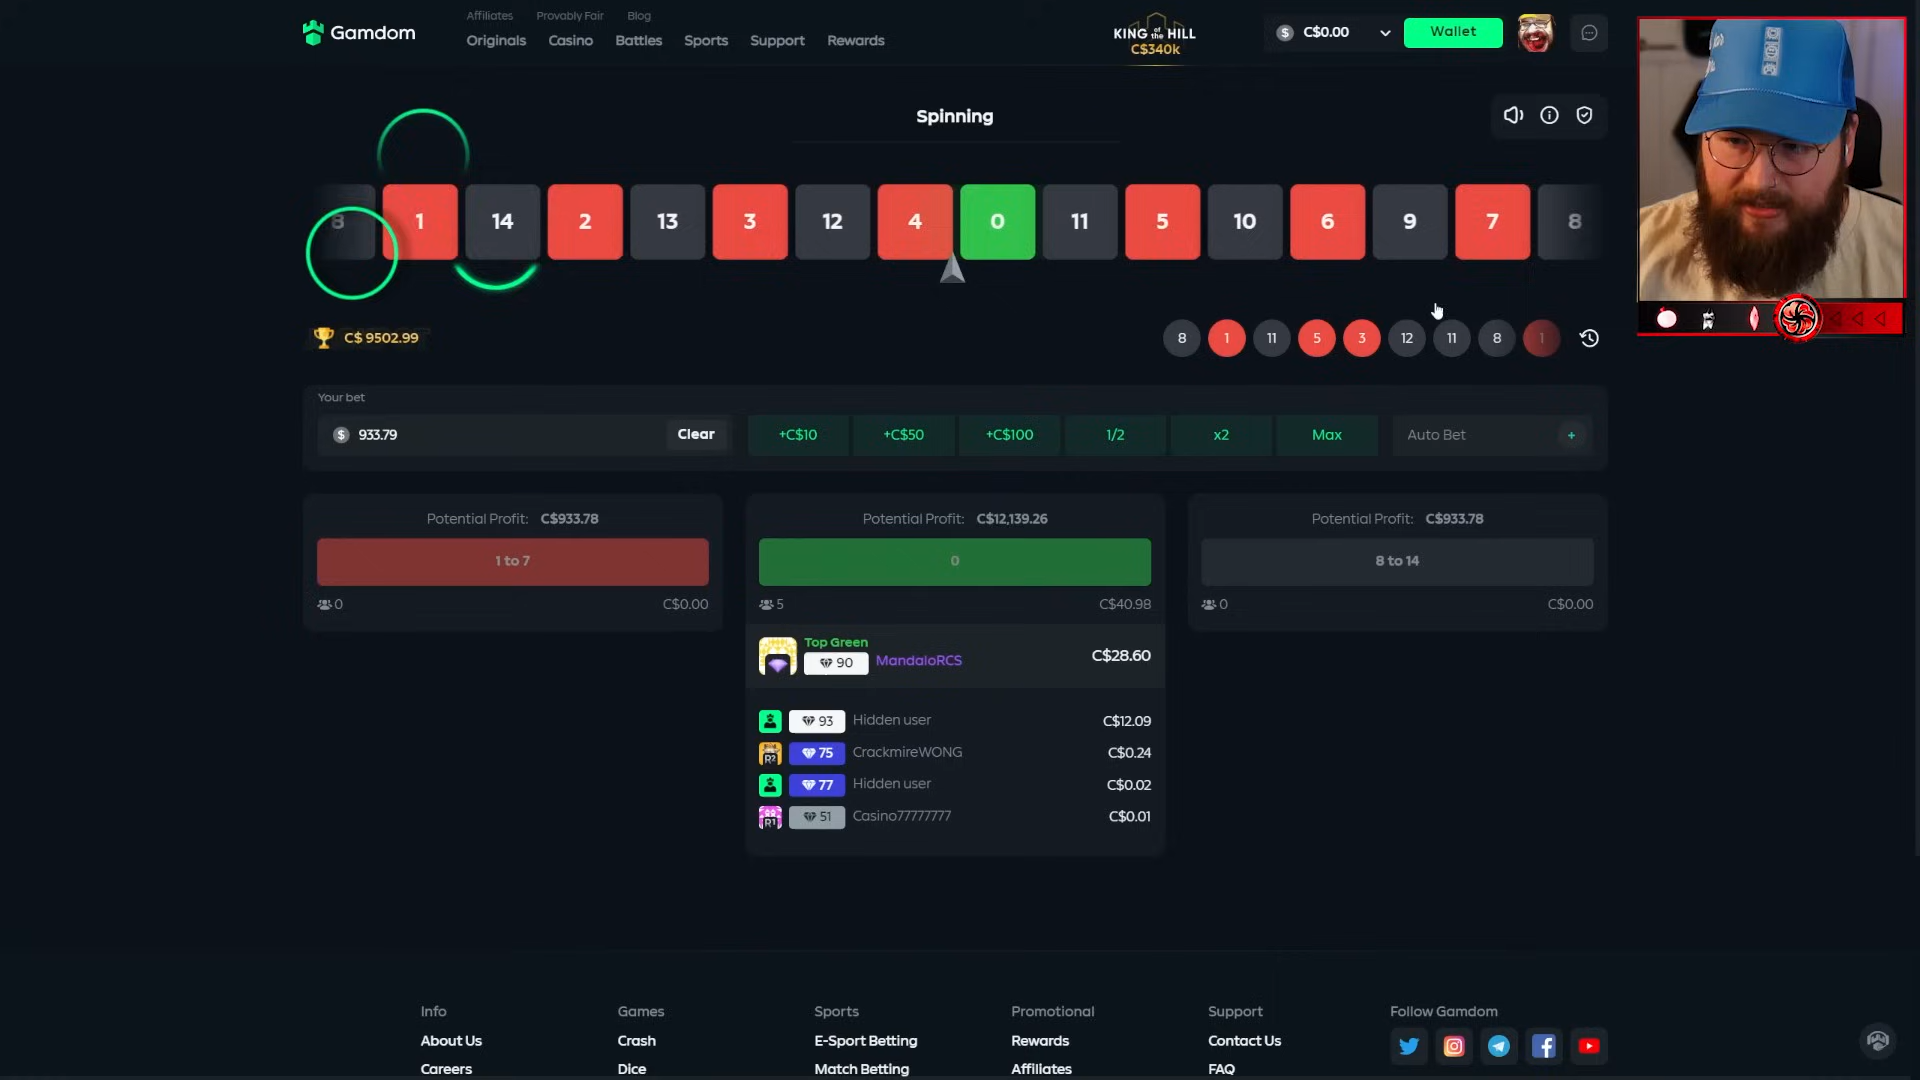 Affiliates Provably Fair Blog
Gamdom
Originals Casino Battles Sports Support Rewards
KING of the HILL
C$340k
$ C$0.00
Wallet
Spinning
8 1 14 2 13 3 12 4 0 11 5 10 6 9 7 8
C$ 9502.99
8 1 11 5 3 12 11 8 1
Your bet
$ 933.79 Clear +C$10 +C$50 +C$100 1/2 x2 Max Auto Bet +
Potential Profit: C$933.78
1 to 7
0 C$0.00
Potential Profit: C$12,139.26
0
5 C$40.98
Top Green
90 MandaloRCS C$28.60
93 Hidden user C$12.09
75 CrackmireWONG C$0.24
77 Hidden user C$0.02
51 Casino77777777 C$0.01
Potential Profit: C$933.78
8 to 14
0 C$0.00
Info Games Sports Promotional Support Follow Gamdom
About Us Crash E-Sport Betting Rewards Contact Us
Careers Dice Match Betting Affiliates FAQ